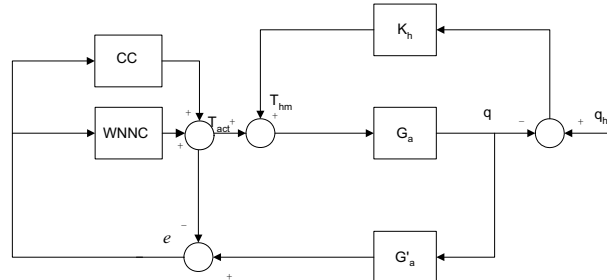 K_h
CC
T_hm
T_act
+
+
+
WNNC
+
+
G_a
q
−
+
q_h
−
e
−
+
G'_a